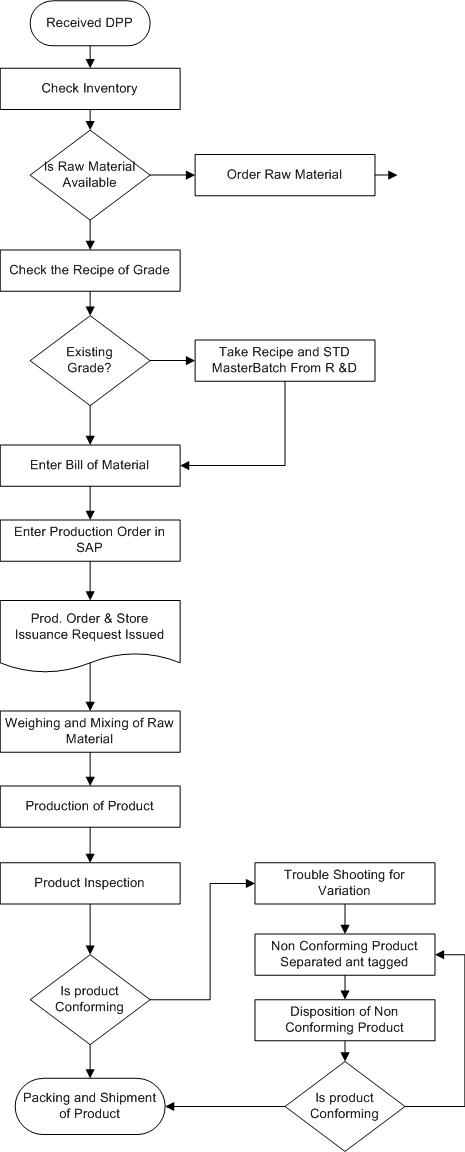 Received DPP
Check Inventory
Is Raw Material
Available
Order Raw Material
Check the Recipe of Grade
Existing
Grade?
Take Recipe and STD
MasterBatch From R &D
Enter Bill of Material
Enter Production Order in
SAP
Prod. Order & Store
Issuance Request Issued
Weighing and Mixing of Raw
Material
Production of Product
Product Inspection
Trouble Shooting for
Variation
Non Conforming Product
Separated ant tagged
Is product
Conforming
Disposition of Non
Conforming Product
Packing and Shipment
of Product
Is product
Conforming